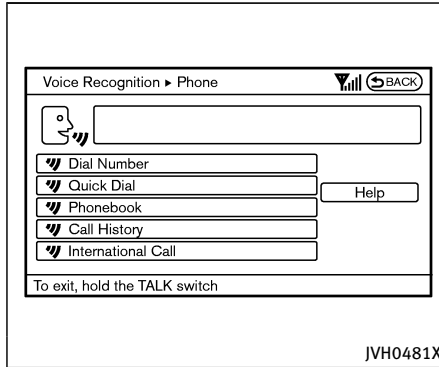 Voice Recognition ▸ Phone BACK
Dial Number
Quick Dial
Help
Phonebook
Call History
International Call
To exit, hold the TALK switch
JVH0481X